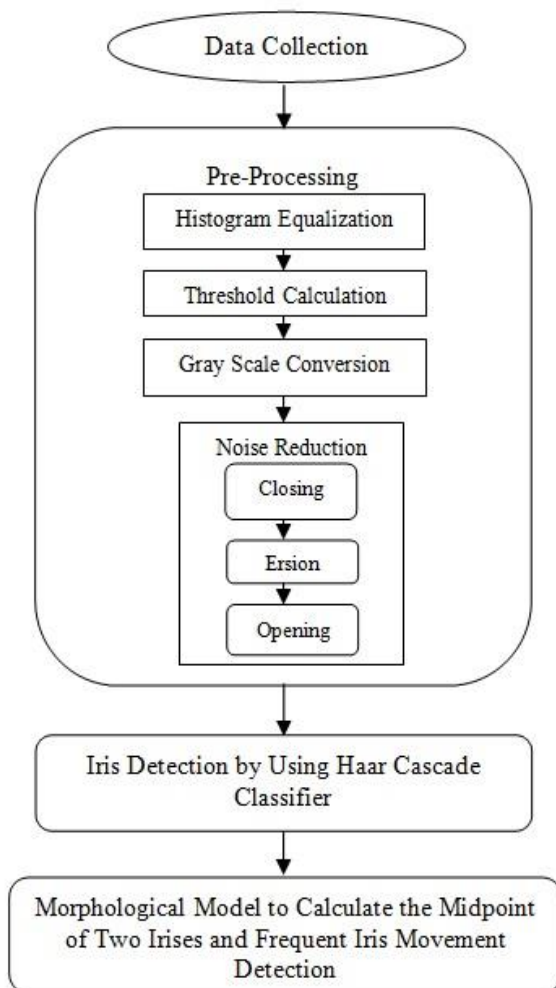 Data Collection
Pre-Processing
Histogram Equalization
Threshold Calculation
Gray Scale Conversion
Noise Reduction
Closing
Ersion
Opening
Iris Detection by Using Haar Cascade
Classifier
Morphological Model to Calculate the Midpoint
of Two Irises and Frequent Iris Movement
Detection